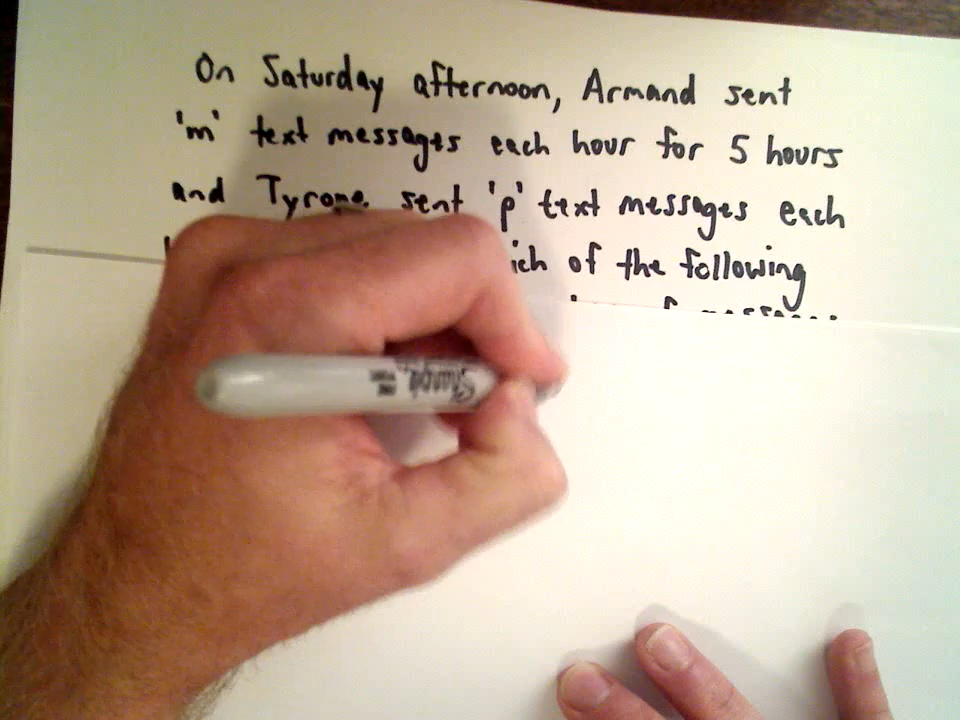 On Saturday afternoon, Armand sent
'm' text messages each hour for 5 hours
and Tyrone sent 'p' text messages each
of the following
Sharpie